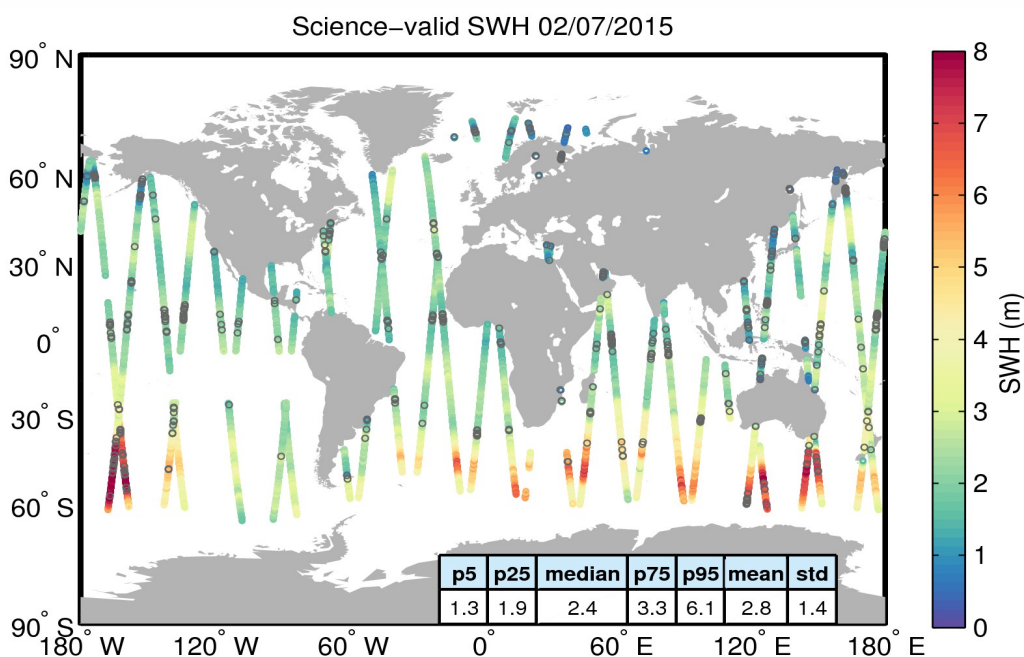 Science−valid SWH 02/07/2015
90° N
60° N
30° N
0°
30° S
60° S
90° S
180° W
120° W
60° W
0°
60° E
120° E
180° E
8
7
6
5
4
3
2
1
0
SWH (m)
p5 p25 median p75 p95 mean std
1.3 1.9 2.4 3.3 6.1 2.8 1.4